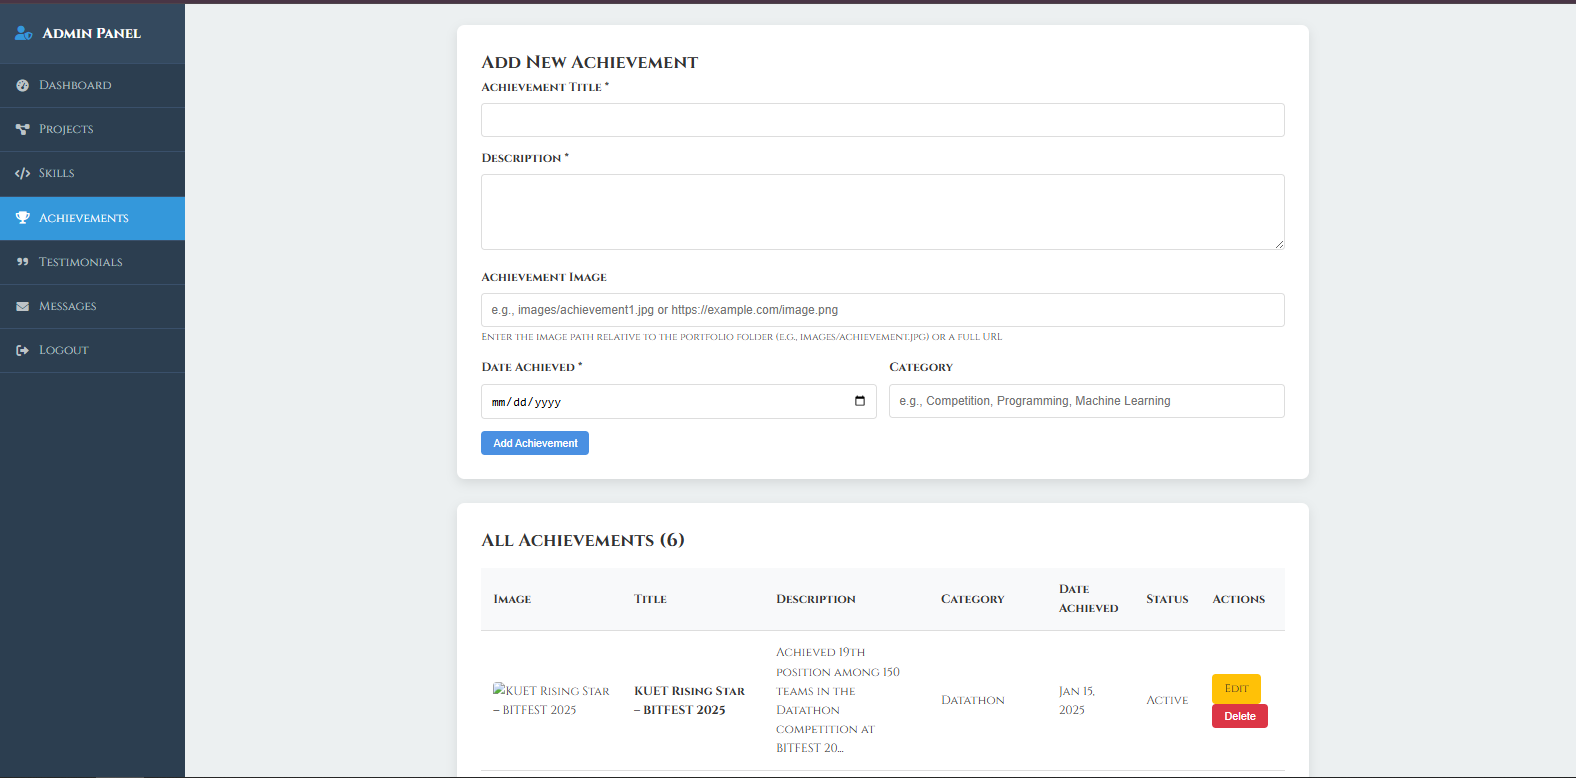 Admin Panel
Dashboard
Projects
Skills
Achievements
Testimonials
Messages
Logout
Add New Achievement
Achievement Title *
Description *
Achievement Image
e.g., images/achievement1.jpg or https://example.com/image.png
Enter the image path relative to the portfolio folder (e.g., images/achievement.jpg) or a full URL
Date Achieved * Category
mm/dd/yyyy e.g., Competition, Programming, Machine Learning
Add Achievement
All Achievements (6)
Image Title Description Category Date Achieved Status Actions
KUET Rising Star
– BITFEST 2025
KUET Rising Star
– BITFEST 2025
Achieved 19th
position among 150
teams in the
Datathon
competition at
BITFEST 20...
Datathon
Jan 15,
2025
Active
Edit
Delete